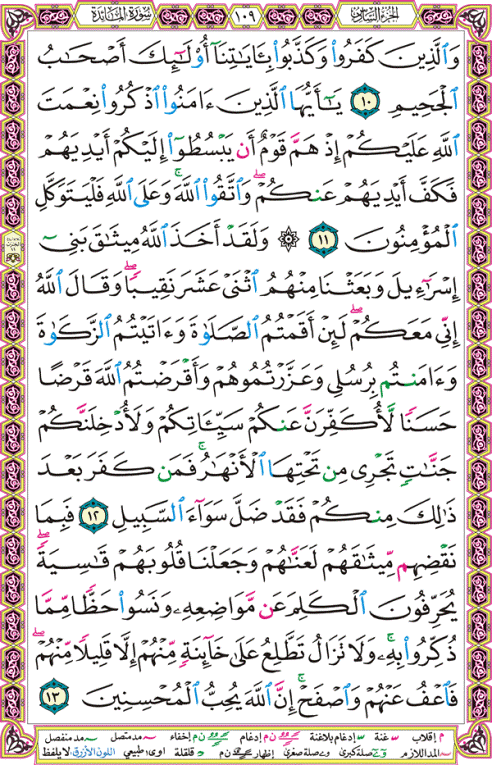 الجزء السادس ١٠٩ سورة المائدة
وَٱلَّذِينَ كَفَرُوا۟ وَكَذَّبُوا۟ بِـَٔايَٰتِنَآ أُو۟لَٰٓئِكَ أَصْحَٰبُ
ٱلْجَحِيمِ ١٠ يَٰٓأَيُّهَا ٱلَّذِينَ ءَامَنُوا۟ ٱذْكُرُوا۟ نِعْمَتَ
ٱللَّهِ عَلَيْكُمْ إِذْ هَمَّ قَوْمٌ أَن يَبْسُطُوٓا۟ إِلَيْكُمْ أَيْدِيَهُمْ
فَكَفَّ أَيْدِيَهُمْ عَنكُمْ ۖ وَٱتَّقُوا۟ ٱللَّهَ ۚ وَعَلَى ٱللَّهِ فَلْيَتَوَكَّلِ
ٱلْمُؤْمِنُونَ ١١ ۞ وَلَقَدْ أَخَذَ ٱللَّهُ مِيثَٰقَ بَنِىٓ
إِسْرَٰٓءِيلَ وَبَعَثْنَا مِنْهُمُ ٱثْنَىْ عَشَرَ نَقِيبًا ۖ وَقَالَ ٱللَّهُ
إِنِّى مَعَكُمْ ۖ لَئِنْ أَقَمْتُمُ ٱلصَّلَوٰةَ وَءَاتَيْتُمُ ٱلزَّكَوٰةَ
وَءَامَنتُم بِرُسُلِى وَعَزَّرْتُمُوهُمْ وَأَقْرَضْتُمُ ٱللَّهَ قَرْضًا
حَسَنًا لَّأُكَفِّرَنَّ عَنكُمْ سَيِّـَٔاتِكُمْ وَلَأُدْخِلَنَّكُمْ
جَنَّٰتٍ تَجْرِى مِن تَحْتِهَا ٱلْأَنْهَٰرُ ۚ فَمَن كَفَرَ بَعْدَ
ذَٰلِكَ مِنكُمْ فَقَدْ ضَلَّ سَوَآءَ ٱلسَّبِيلِ ١٢ فَبِمَا
نَقْضِهِم مِّيثَٰقَهُمْ لَعَنَّٰهُمْ وَجَعَلْنَا قُلُوبَهُمْ قَٰسِيَةً ۖ
يُحَرِّفُونَ ٱلْكَلِمَ عَن مَّوَاضِعِهِۦ ۙ وَنَسُوا۟ حَظًّا مِّمَّا
ذُكِّرُوا۟ بِهِۦ ۚ وَلَا تَزَالُ تَطَّلِعُ عَلَىٰ خَآئِنَةٍ مِّنْهُمْ إِلَّا قَلِيلًا مِّنْهُمْ ۖ
فَٱعْفُ عَنْهُمْ وَٱصْفَحْ ۚ إِنَّ ٱللَّهَ يُحِبُّ ٱلْمُحْسِنِينَ ١٣
م إقلاب س غنة س إدغام بلاغنة ن م إدغام ن م إخفاء مد متصل مد منفصل
المد اللازم صلة كبرى وصلة صغرى إظهار ن م قلقلة اوى: طبيعي اللون الأزرق: لا يلفظ